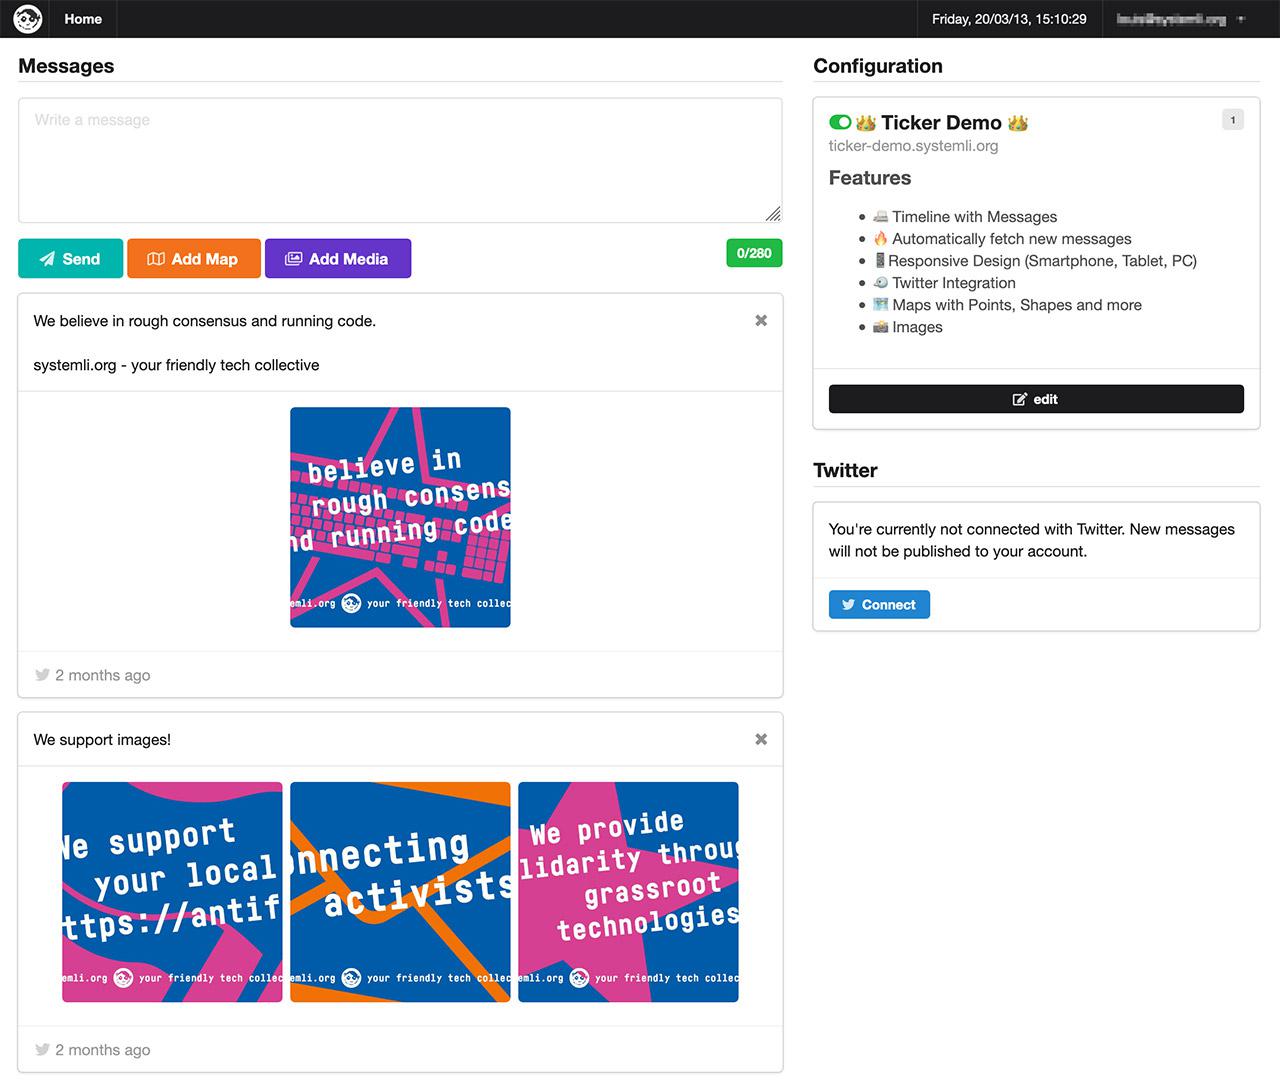 Home
Friday, 20/03/13, 15:10:29
Messages
Write a message
Send
Add Map
Add Media
0/280
We believe in rough consensus and running code.
systemli.org - your friendly tech collective
believe in
rough consens
nd running code
emli.org your friendly tech collec
2 months ago
We support images!
We support
your local
ttps://antif
emli.org your friendly tech collec
onnecting
activists
emli.org your friendly tech collec
We provide
lidarity throug
grassroot
technologies
emli.org your friendly tech collec
2 months ago
Configuration
👑 Ticker Demo 👑
1
ticker-demo.systemli.org
Features
Timeline with Messages
🔥 Automatically fetch new messages
Responsive Design (Smartphone, Tablet, PC)
Twitter Integration
Maps with Points, Shapes and more
📸 Images
edit
Twitter
You're currently not connected with Twitter. New messages
will not be published to your account.
Connect